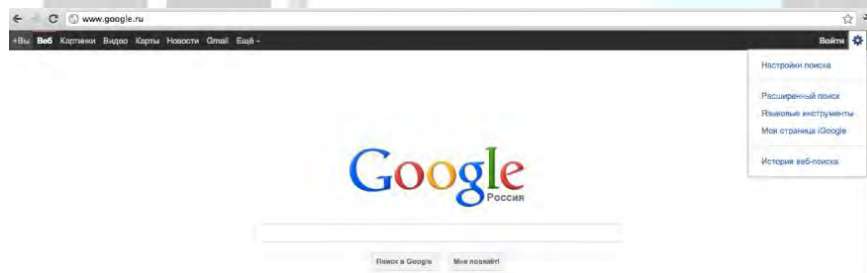 www.google.ru
+Вы Веб Картинки Видео Карты Новости Gmail Ещё
Войти
Настройки поиска
Расширенный поиск
Языковые инструменты
Моя страница iGoogle
История веб-поиска
Google
Россия
Поиск в Google Мне повезёт!